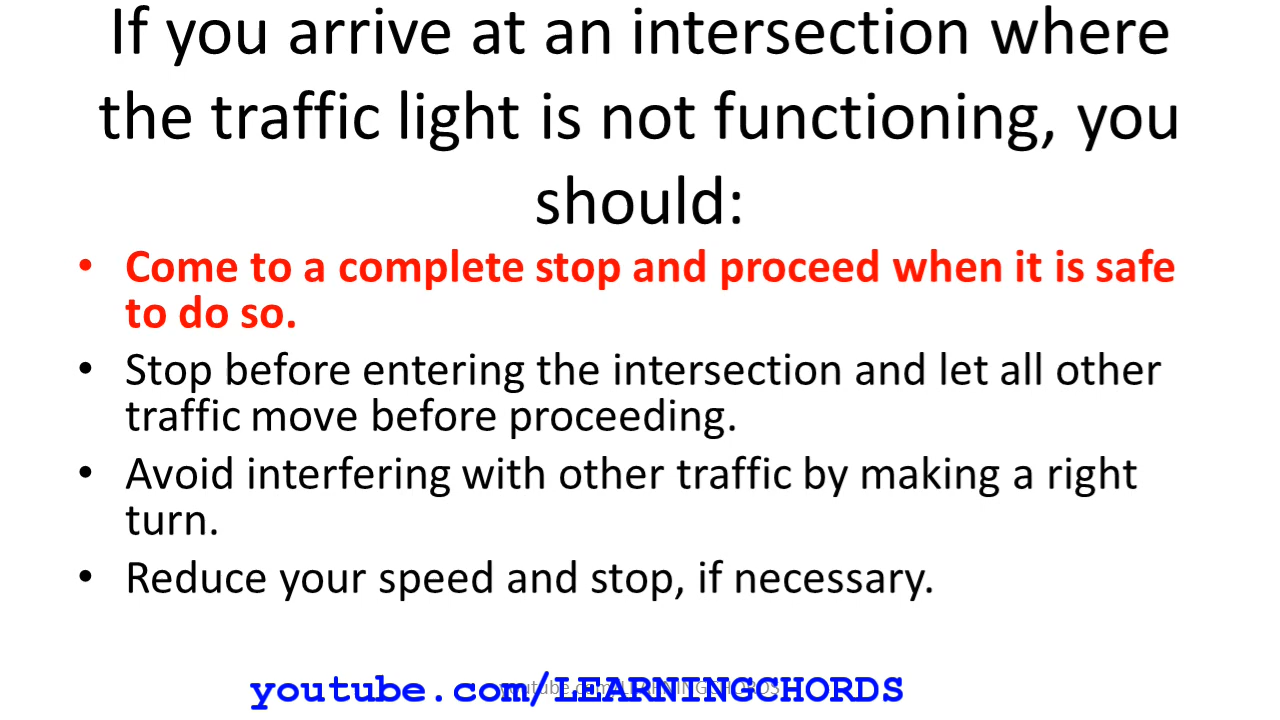 If you arrive at an intersection where
the traffic light is not functioning, you
should:
• Come to a complete stop and proceed when it is safe
to do so.
• Stop before entering the intersection and let all other
traffic move before proceeding.
• Avoid interfering with other traffic by making a right
turn.
• Reduce your speed and stop, if necessary.
youtube.com/LEARNINGCHORDS
youtube.com/LEARNINGCHORDS